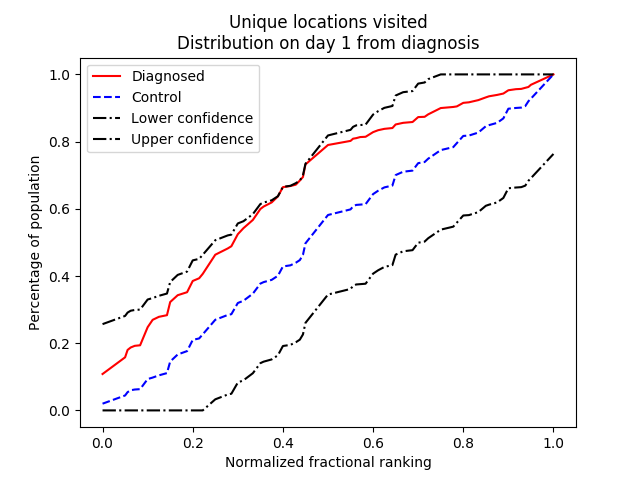 Unique locations visited
Distribution on day 1 from diagnosis
Diagnosed
Control
Lower confidence
Upper confidence
Percentage of population
1.0
0.8
0.6
0.4
0.2
0.0
0.0 0.2 0.4 0.6 0.8 1.0
Normalized fractional ranking